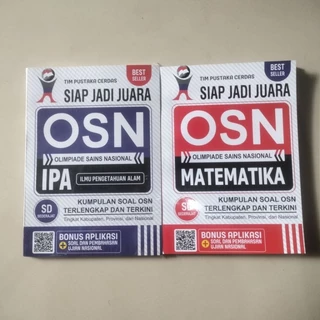 BEST SELLER
TIM PUSTAKA CERDAS
SIAP JADI JUARA
OSN
OLIMPIADE SAINS NASIONAL
IPA
ILMU PENGETAHUAN ALAM
SD
SEDERAJAT
KUMPULAN SOAL OSN
TERLENGKAP DAN TERKINI
Tingkat Kabupaten, Provinsi, dan Nasional
BONUS APLIKASI
+ SOAL DAN PEMBAHASAN
UJIAN NASIONAL
BEST SELLER
TIM PUSTAKA CERDAS
SIAP JADI JUARA
OSN
OLIMPIADE SAINS NASIONAL
MATEMATIKA
SEDERAJAT
KUMPULAN SOAL OSN
TERLENGKAP DAN TERKINI
Tingkat Kabupaten, Provinsi, dan Nasional
BONUS APLIKASI
+ SOAL DAN PEMBAHASAN
UJIAN NASIONAL